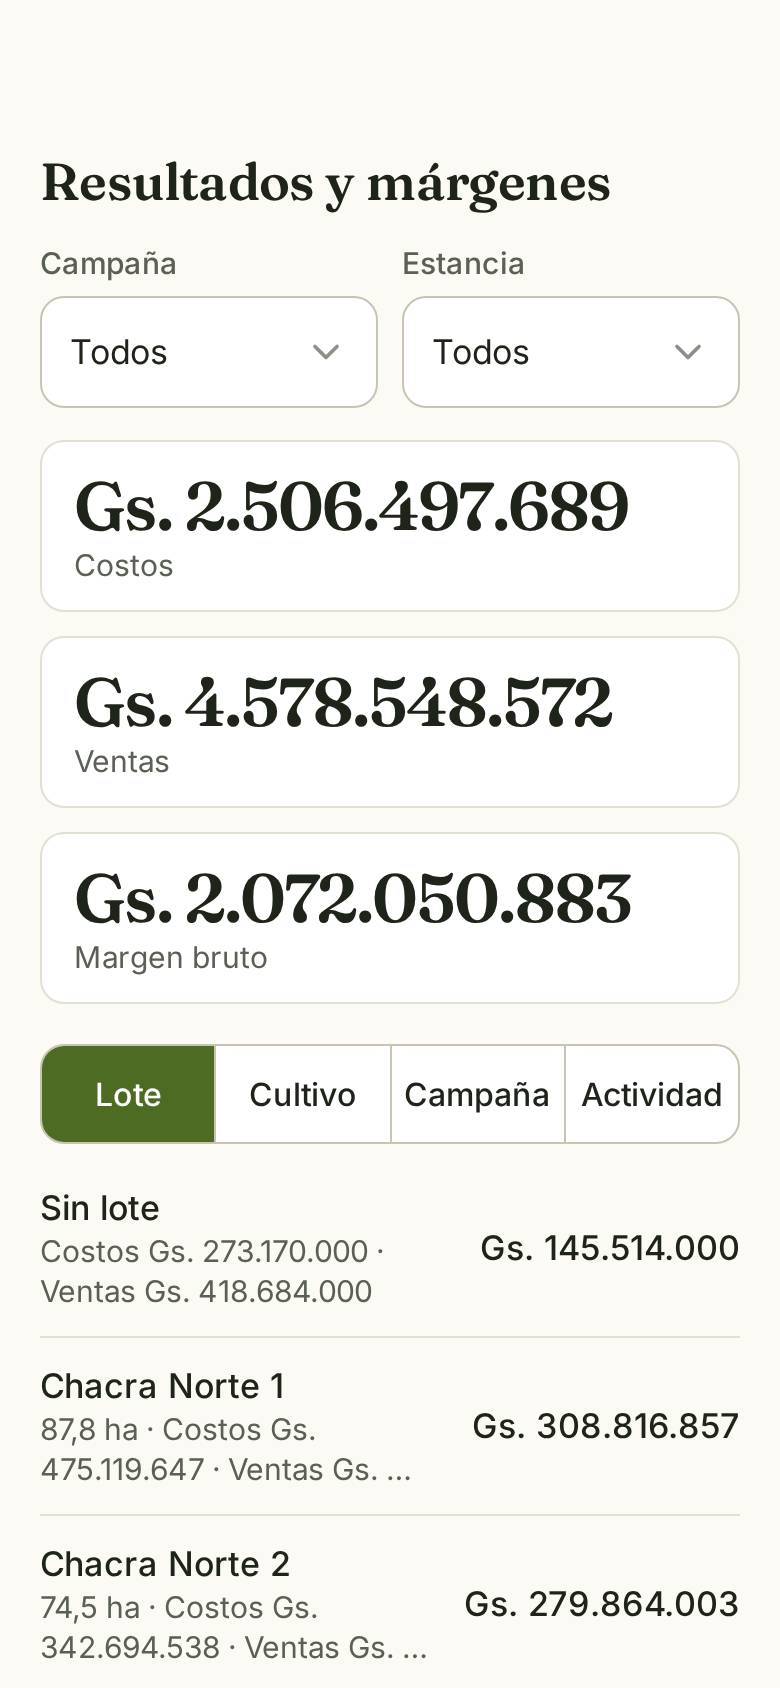 Resultados y márgenes
Campaña
Estancia
Todos
Todos
Gs. 2.506.497.689
Costos
Gs. 4.578.548.572
Ventas
Gs. 2.072.050.883
Margen bruto
Lote
Cultivo
Campaña
Actividad
Sin lote
Costos Gs. 273.170.000 ·
Ventas Gs. 418.684.000
Gs. 145.514.000
Chacra Norte 1
87,8 ha · Costos Gs.
475.119.647 · Ventas Gs. ...
Gs. 308.816.857
Chacra Norte 2
74,5 ha · Costos Gs.
342.694.538 · Ventas Gs. ...
Gs. 279.864.003